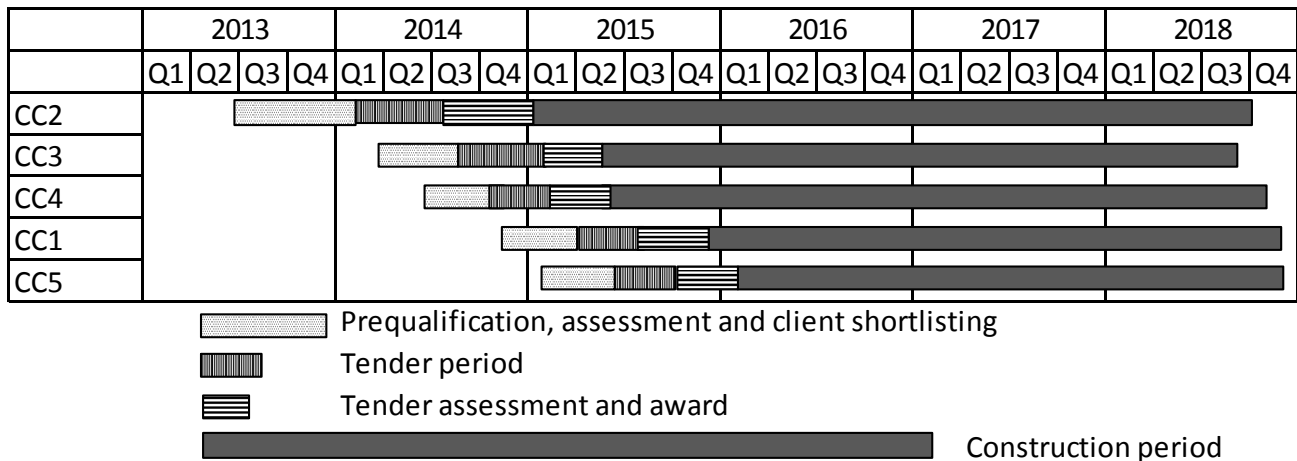 2013 2014 2015 2016 2017 2018
Q1 Q2 Q3 Q4 Q1 Q2 Q3 Q4 Q1 Q2 Q3 Q4 Q1 Q2 Q3 Q4 Q1 Q2 Q3 Q4 Q1 Q2 Q3 Q4
CC2
CC3
CC4
CC1
CC5
Prequalification, assessment and client shortlisting
Tender period
Tender assessment and award
Construction period